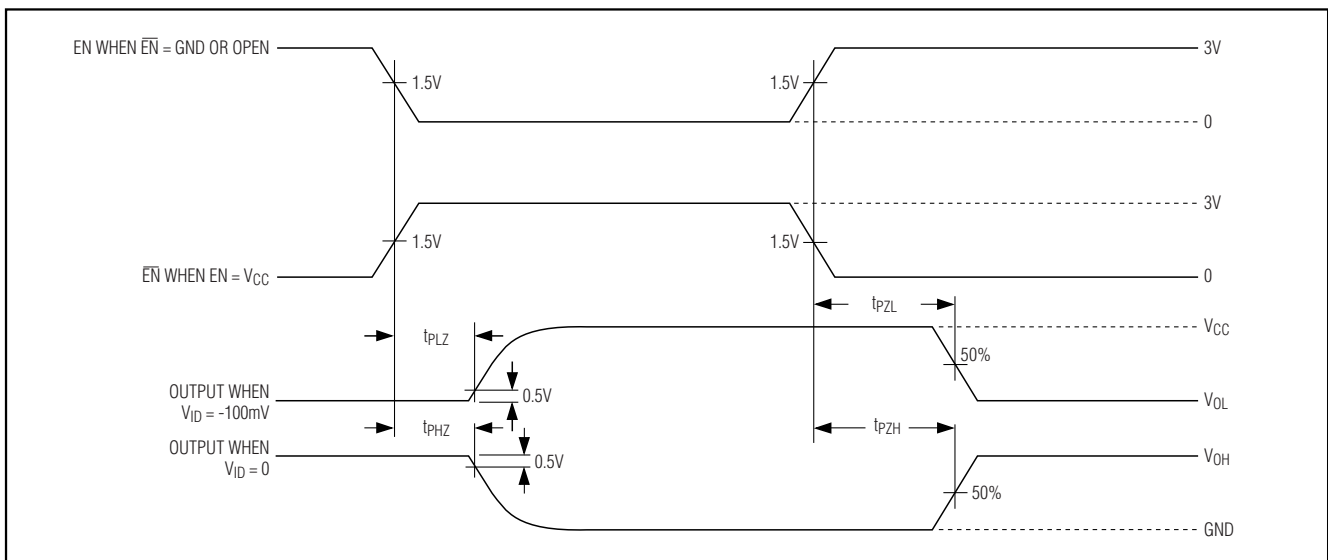 EN WHEN E̅N̅ = GND OR OPEN
3V
1.5V
1.5V
0
3V
1.5V
1.5V
E̅N̅ WHEN EN = VCC
0
tPZL
VCC
tPLZ
50%
OUTPUT WHEN
VID = -100mV
0.5V
VOL
tPHZ
tPZH
OUTPUT WHEN
VID = 0
0.5V
VOH
50%
GND